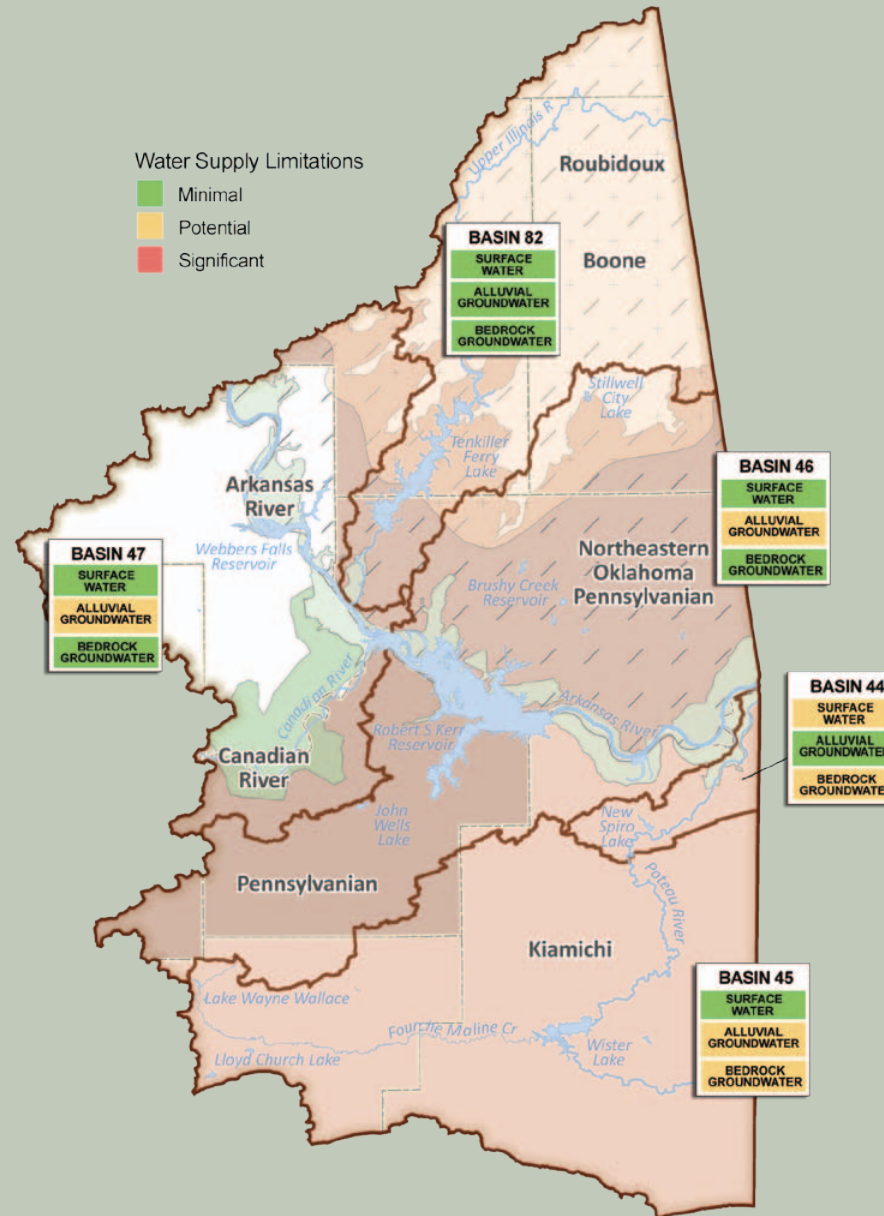 Water Supply Limitations
Minimal
Potential
Significant
Upper Illinois R
Roubidoux
Boone
BASIN 82
SURFACE
WATER
ALLUVIAL
GROUNDWATER
BEDROCK
GROUNDWATER
Stillwell
City
Lake
Tenkiller
Ferry
Lake
Arkansas
River
Webbers Falls
Reservoir
BASIN 46
SURFACE
WATER
ALLUVIAL
GROUNDWATER
BEDROCK
GROUNDWATER
Northeastern
Oklahoma
Pennsylvanian
Brushy Creek
Reservoir
BASIN 47
SURFACE
WATER
ALLUVIAL
GROUNDWATER
BEDROCK
GROUNDWATER
Canadian River
Canadian
River
Robert S Kerr
Reservoir
Arkansas River
BASIN 44
SURFACE
WATER
ALLUVIAL
GROUNDWATER
BEDROCK
GROUNDWATER
John
Wells
Lake
New
Spiro
Lake
Pennsylvanian
Poteau River
Kiamichi
Lake Wayne Wallace
Fourche Maline Cr
Lloyd Church Lake
Wister
Lake
BASIN 45
SURFACE
WATER
ALLUVIAL
GROUNDWATER
BEDROCK
GROUNDWATER